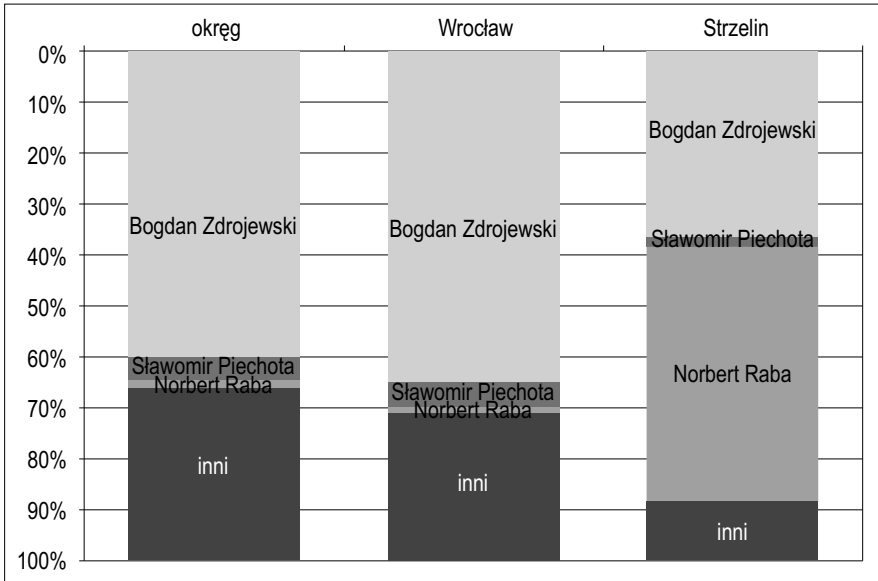 okręg Wrocław Strzelin
0%
10%
Bogdan Zdrojewski
20%
30%
Bogdan Zdrojewski Bogdan Zdrojewski
Sławomir Piechota
40%
50%
60%
Sławomir Piechota
Norbert Raba
Sławomir Piechota
Norbert Raba
Norbert Raba
70%
80%
inni
inni
90%
inni
100%